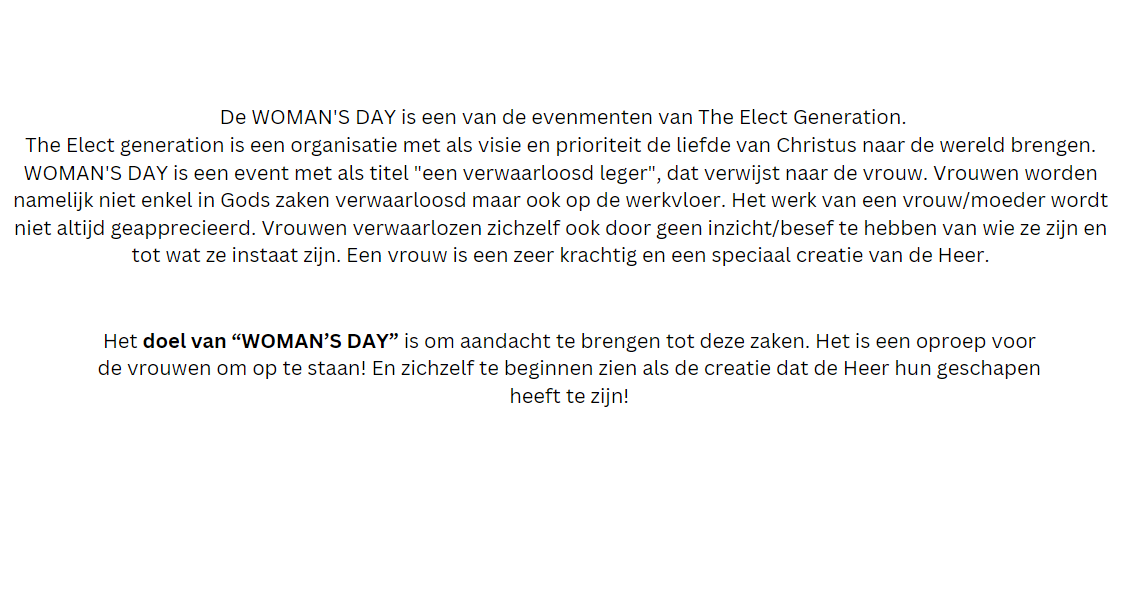 De WOMAN'S DAY is een van de evenmenten van The Elect Generation.
The Elect generation is een organisatie met als visie en prioriteit de liefde van Christus naar de wereld brengen.
WOMAN'S DAY is een event met als titel "een verwaarloosd leger", dat verwijst naar de vrouw. Vrouwen worden
namelijk niet enkel in Gods zaken verwaarloosd maar ook op de werkvloer. Het werk van een vrouw/moeder wordt
niet altijd geapprecieerd. Vrouwen verwaarlozen zichzelf ook door geen inzicht/besef te hebben van wie ze zijn en
tot wat ze instaat zijn. Een vrouw is een zeer krachtig en een speciaal creatie van de Heer.
Het doel van “WOMAN’S DAY” is om aandacht te brengen tot deze zaken. Het is een oproep voor
de vrouwen om op te staan! En zichzelf te beginnen zien als de creatie dat de Heer hun geschapen
heeft te zijn!